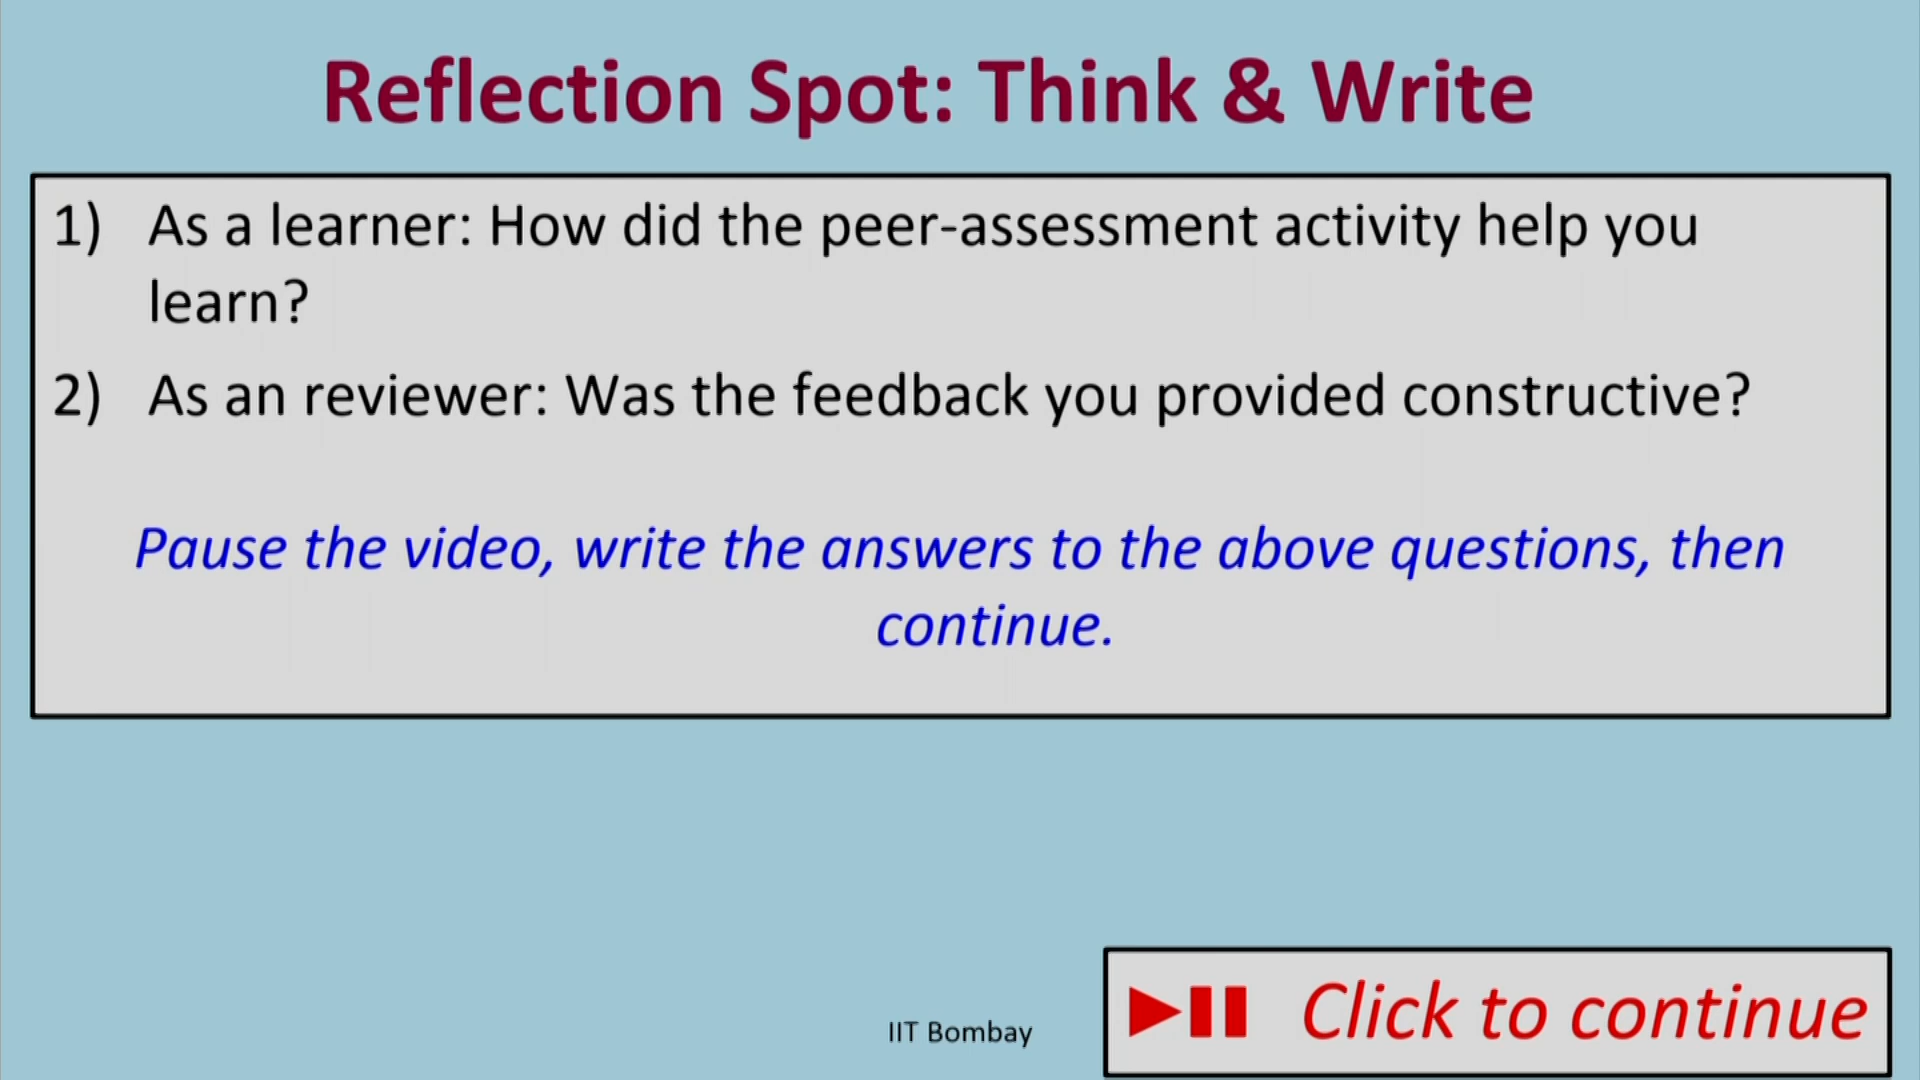 Reflection Spot: Think & Write
1) As a learner: How did the peer-assessment activity help you
learn?
2) As an reviewer: Was the feedback you provided constructive?
Pause the video, write the answers to the above questions, then
continue.
IIT Bombay
Click to continue